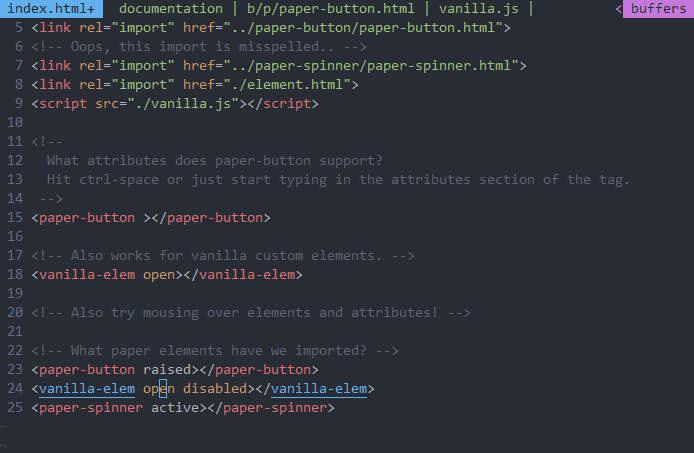 index.html+ documentation | b/p/paper-button.html | vanilla.js | < buffers
5 <link rel="import" href="../paper-button/paper-button.html">
6 <!-- Oops, this import is misspelled.. -->
7 <link rel="import" href="../paper-spinner/paper-spinner.html">
8 <link rel="import" href="./element.html">
9 <script src="./vanilla.js"></script>
10
11 <!--
12 What attributes does paper-button support?
13 Hit ctrl-space or just start typing in the attributes section of the tag.
14 -->
15 <paper-button ></paper-button>
16
17 <!-- Also works for vanilla custom elements. -->
18 <vanilla-elem open></vanilla-elem>
19
20 <!-- Also try mousing over elements and attributes! -->
21
22 <!-- What paper elements have we imported? -->
23 <paper-button raised></paper-button>
24 <vanilla-elem open disabled></vanilla-elem>
25 <paper-spinner active></paper-spinner>
~
~